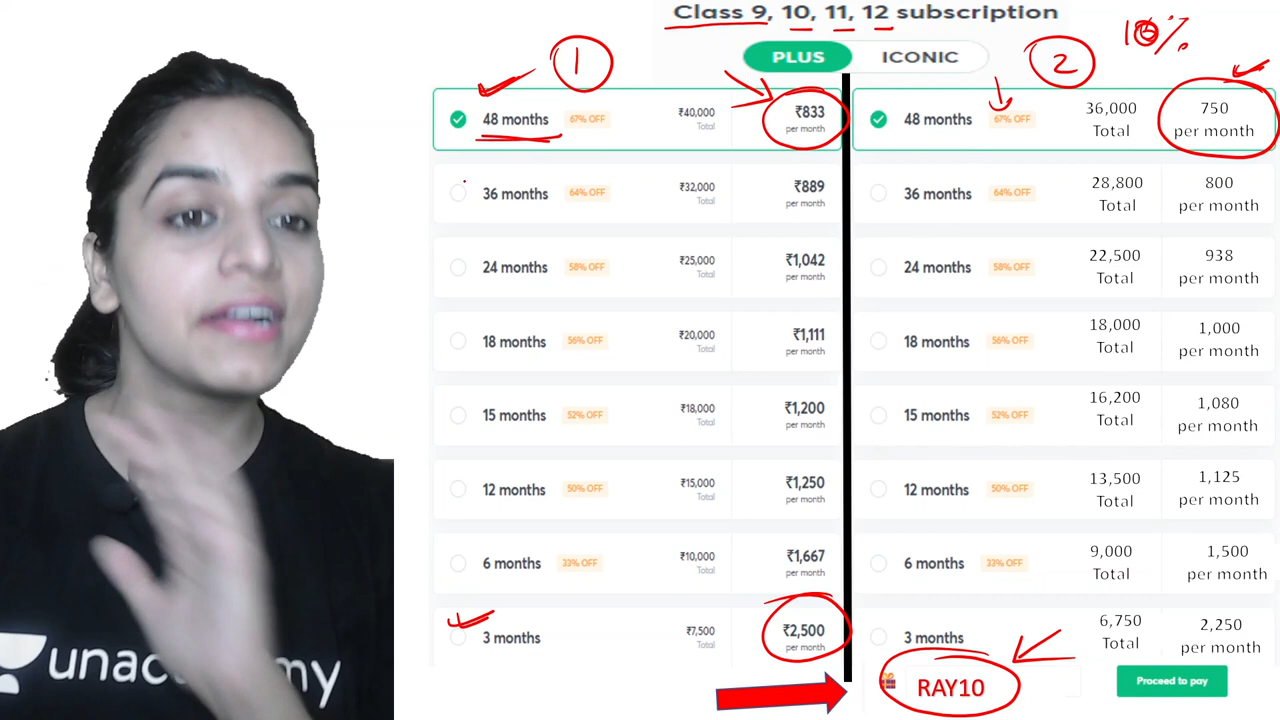 Class 9, 10, 11, 12 subscription
PLUS
ICONIC
1
2
10%
48 months 67% OFF ₹40,000 Total ₹833 per month
36 months 64% OFF ₹32,000 Total ₹889 per month
24 months 58% OFF ₹25,000 Total ₹1,042 per month
18 months 56% OFF ₹20,000 Total ₹1,111 per month
15 months 52% OFF ₹18,000 Total ₹1,200 per month
12 months 50% OFF ₹15,000 Total ₹1,250 per month
6 months 33% OFF ₹10,000 Total ₹1,667 per month
3 months ₹7,500 Total ₹2,500 per month
48 months 67% OFF 36,000 Total 750 per month
36 months 64% OFF 28,800 Total 800 per month
24 months 58% OFF 22,500 Total 938 per month
18 months 56% OFF 18,000 Total 1,000 per month
15 months 52% OFF 16,200 Total 1,080 per month
12 months 50% OFF 13,500 Total 1,125 per month
6 months 33% OFF 9,000 Total 1,500 per month
3 months 6,750 Total 2,250 per month
RAY10
Proceed to pay
unacademy